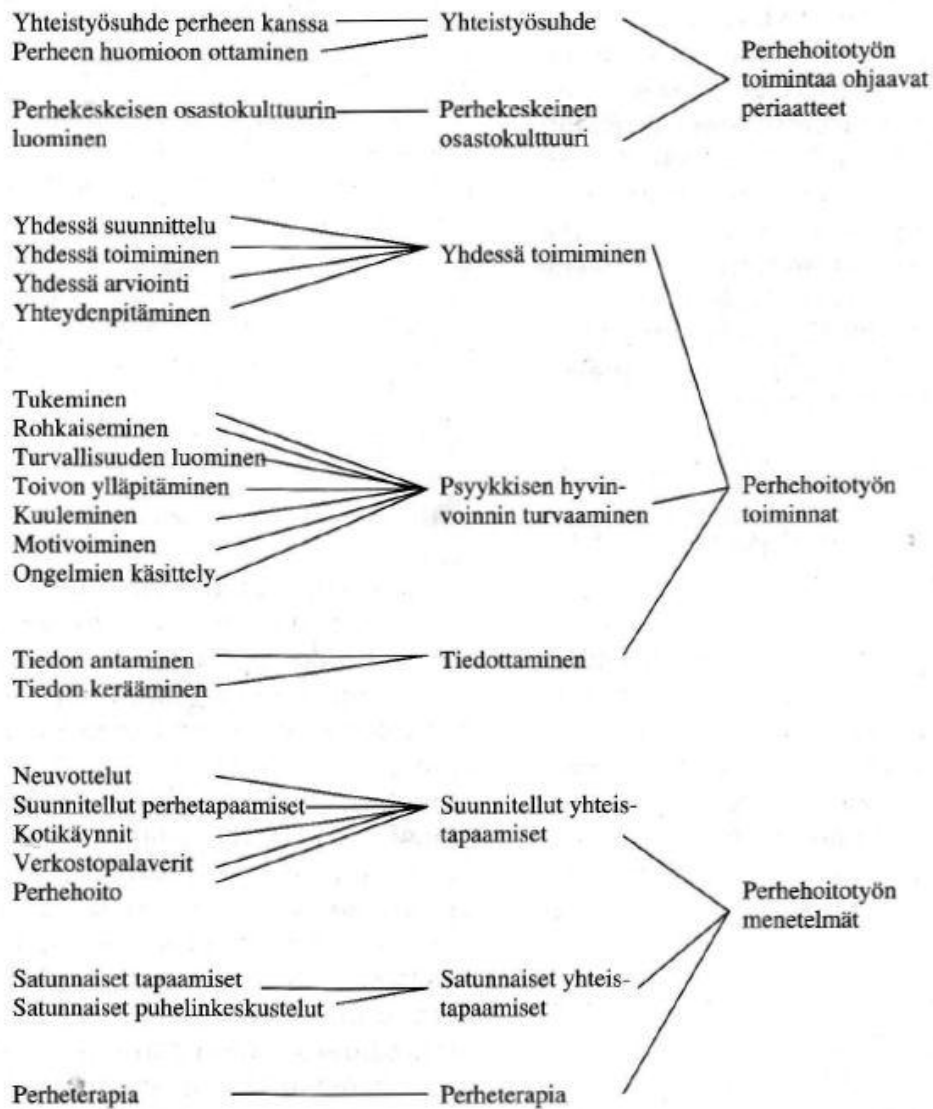 Yhteistyösuhde perheen kanssa
Perheen huomioon ottaminen
Yhteistyösuhde
Perhehoitotyön
toimintaa ohjaavat
periaatteet
Perhekeskeisen osastokulttuurin
luominen
Perhekeskeinen
osastokulttuuri
Yhdessä suunnittelu
Yhdessä toimiminen
Yhdessä arviointi
Yhteydenpitäminen
Yhdessä toimiminen
Tukeminen
Rohkaiseminen
Turvallisuuden luominen
Toivon ylläpitäminen
Kuuleminen
Motivoiminen
Ongelmien käsittely
Psyykkisen hyvin-
voinnin turvaaminen
Perhehoitotyön
toiminnat
Tiedon antaminen
Tiedon kerääminen
Tiedottaminen
Neuvottelut
Suunnitellut perhetapaamiset
Kotikäynnit
Verkostopalaverit
Perhehoito
Suunnitellut yhteis-
tapaamiset
Perhehoitotyön
menetelmät
Satunnaiset tapaamiset
Satunnaiset puhelinkeskustelut
Satunnaiset yhteis-
tapaamiset
Perheterapia
Perheterapia